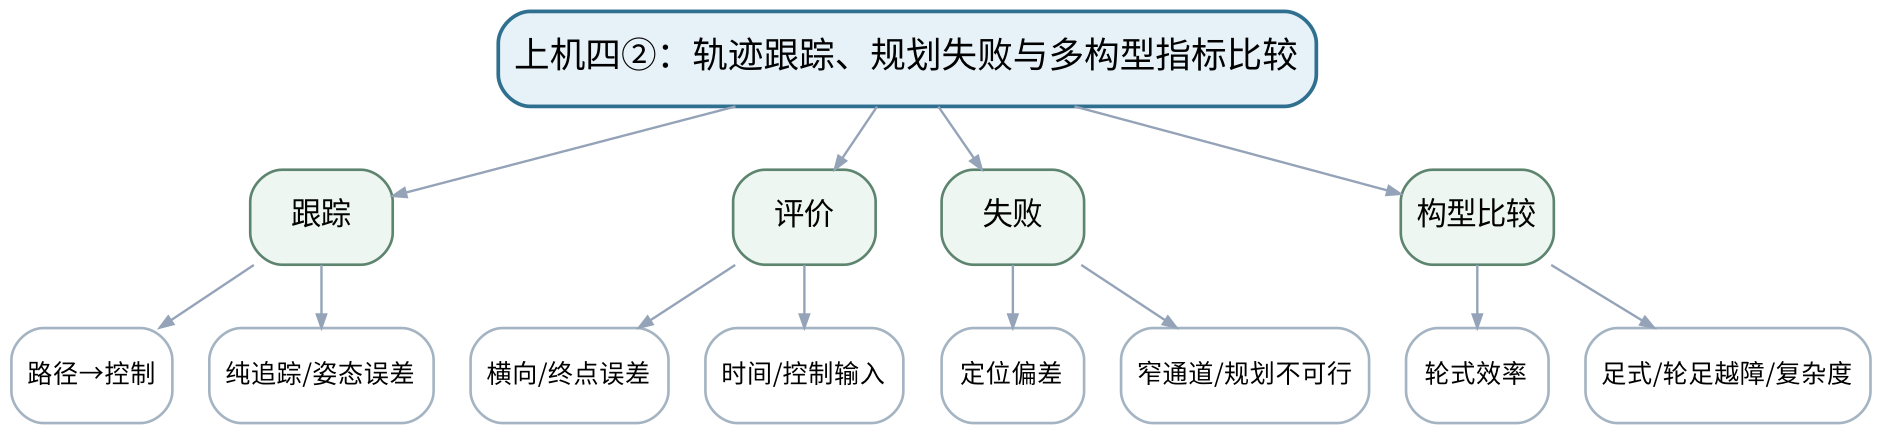 上机四②：轨迹跟踪、规划失败与多构型指标比较
跟踪
评价
失败
构型比较
路径→控制
纯追踪/姿态误差
横向/终点误差
时间/控制输入
定位偏差
窄通道/规划不可行
轮式效率
足式/轮足越障/复杂度